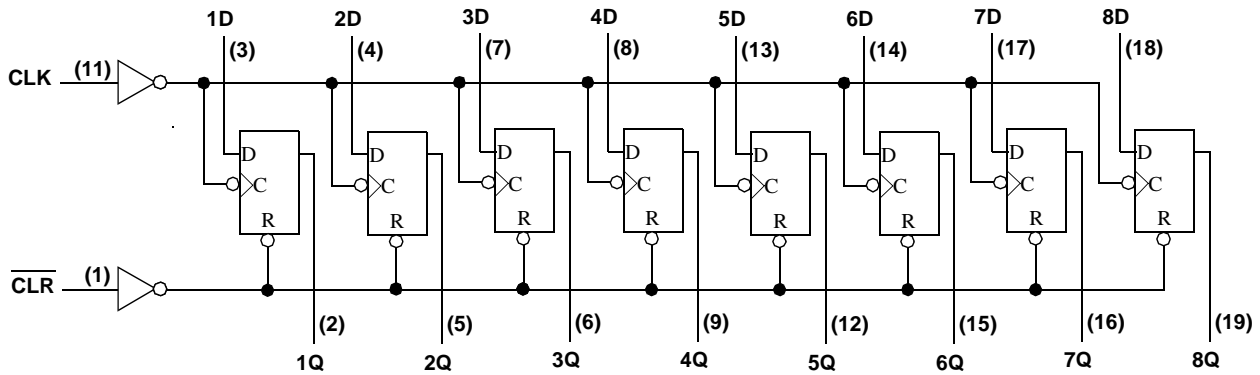 1D 2D 3D 4D 5D 6D 7D 8D
(3) (4) (7) (8) (13) (14) (17) (18)
CLK (11)
D D D D D D D D
C C C C C C C C
R R R R R R R R
CLR (1)
(2) (5) (6) (9) (12) (15) (16) (19)
1Q 2Q 3Q 4Q 5Q 6Q 7Q 8Q